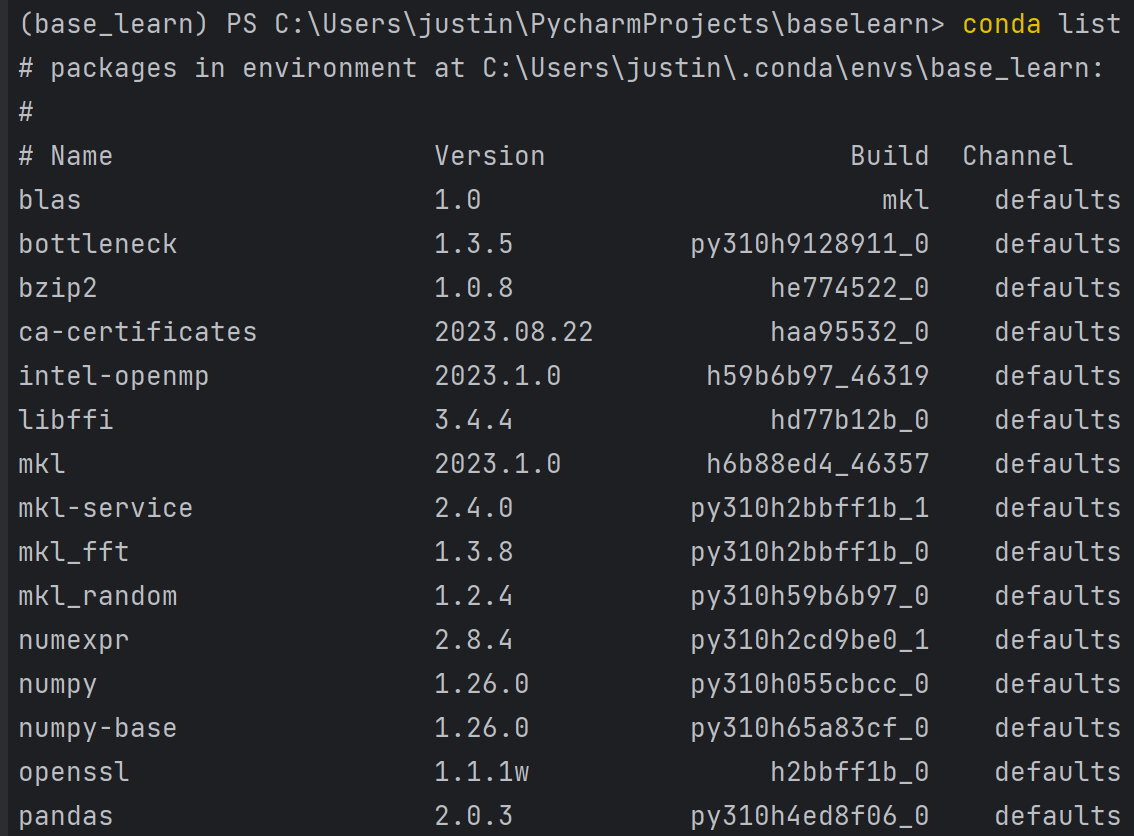 (base_learn) PS C:\Users\justin\PycharmProjects\baselearn> conda list
# packages in environment at C:\Users\justin\.conda\envs\base_learn:
#
# Name                    Version                   Build  Channel
blas                      1.0                         mkl    defaults
bottleneck                1.3.5           py310h9128911_0    defaults
bzip2                     1.0.8                he774522_0    defaults
ca-certificates           2023.08.22           haa95532_0    defaults
intel-openmp              2023.1.0         h59b6b97_46319    defaults
libffi                    3.4.4                hd77b12b_0    defaults
mkl                       2023.1.0         h6b88ed4_46357    defaults
mkl-service               2.4.0           py310h2bbff1b_1    defaults
mkl_fft                   1.3.8           py310h2bbff1b_0    defaults
mkl_random                1.2.4           py310h59b6b97_0    defaults
numexpr                   2.8.4           py310h2cd9be0_1    defaults
numpy                     1.26.0          py310h055cbcc_0    defaults
numpy-base                1.26.0          py310h65a83cf_0    defaults
openssl                   1.1.1w               h2bbff1b_0    defaults
pandas                    2.0.3           py310h4ed8f06_0    defaults